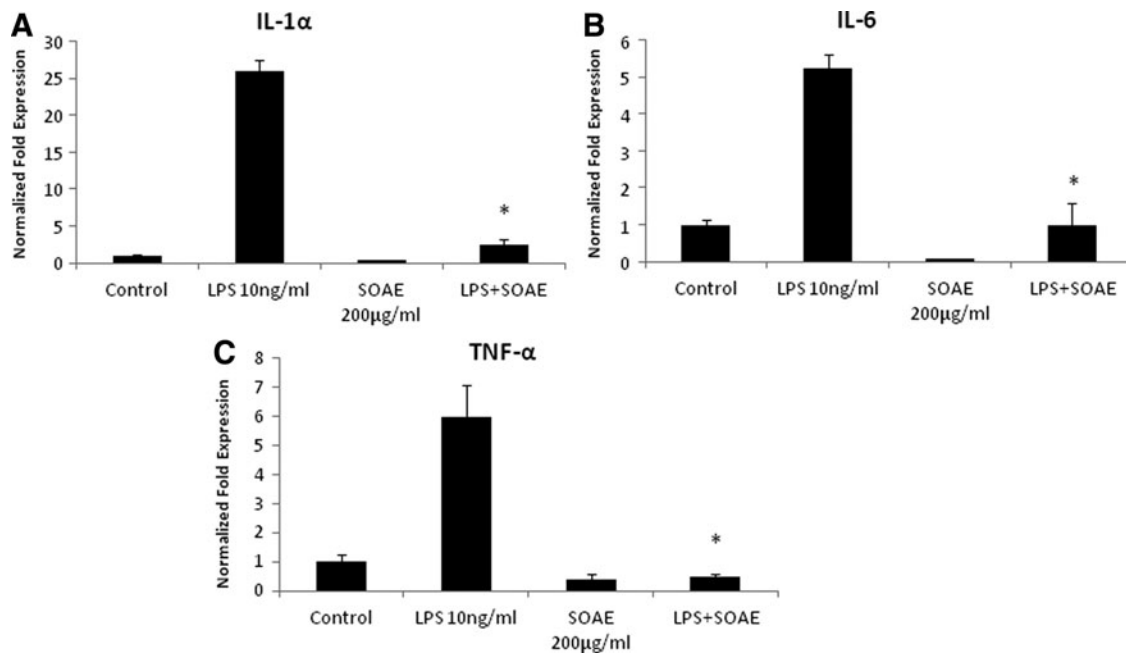 A
IL-1α
Normalized Fold Expression
30
25
20
15
10
5
0
*
Control
LPS 10ng/ml
SOAE
200µg/ml
LPS+SOAE
B
IL-6
Normalized Fold Expression
6
5
4
3
2
1
0
*
Control
LPS 10ng/ml
SOAE
200µg/ml
LPS+SOAE
C
TNF-α
Normalized Fold Expression
8
7
6
5
4
3
2
1
0
*
Control
LPS 10ng/ml
SOAE
200µg/ml
LPS+SOAE